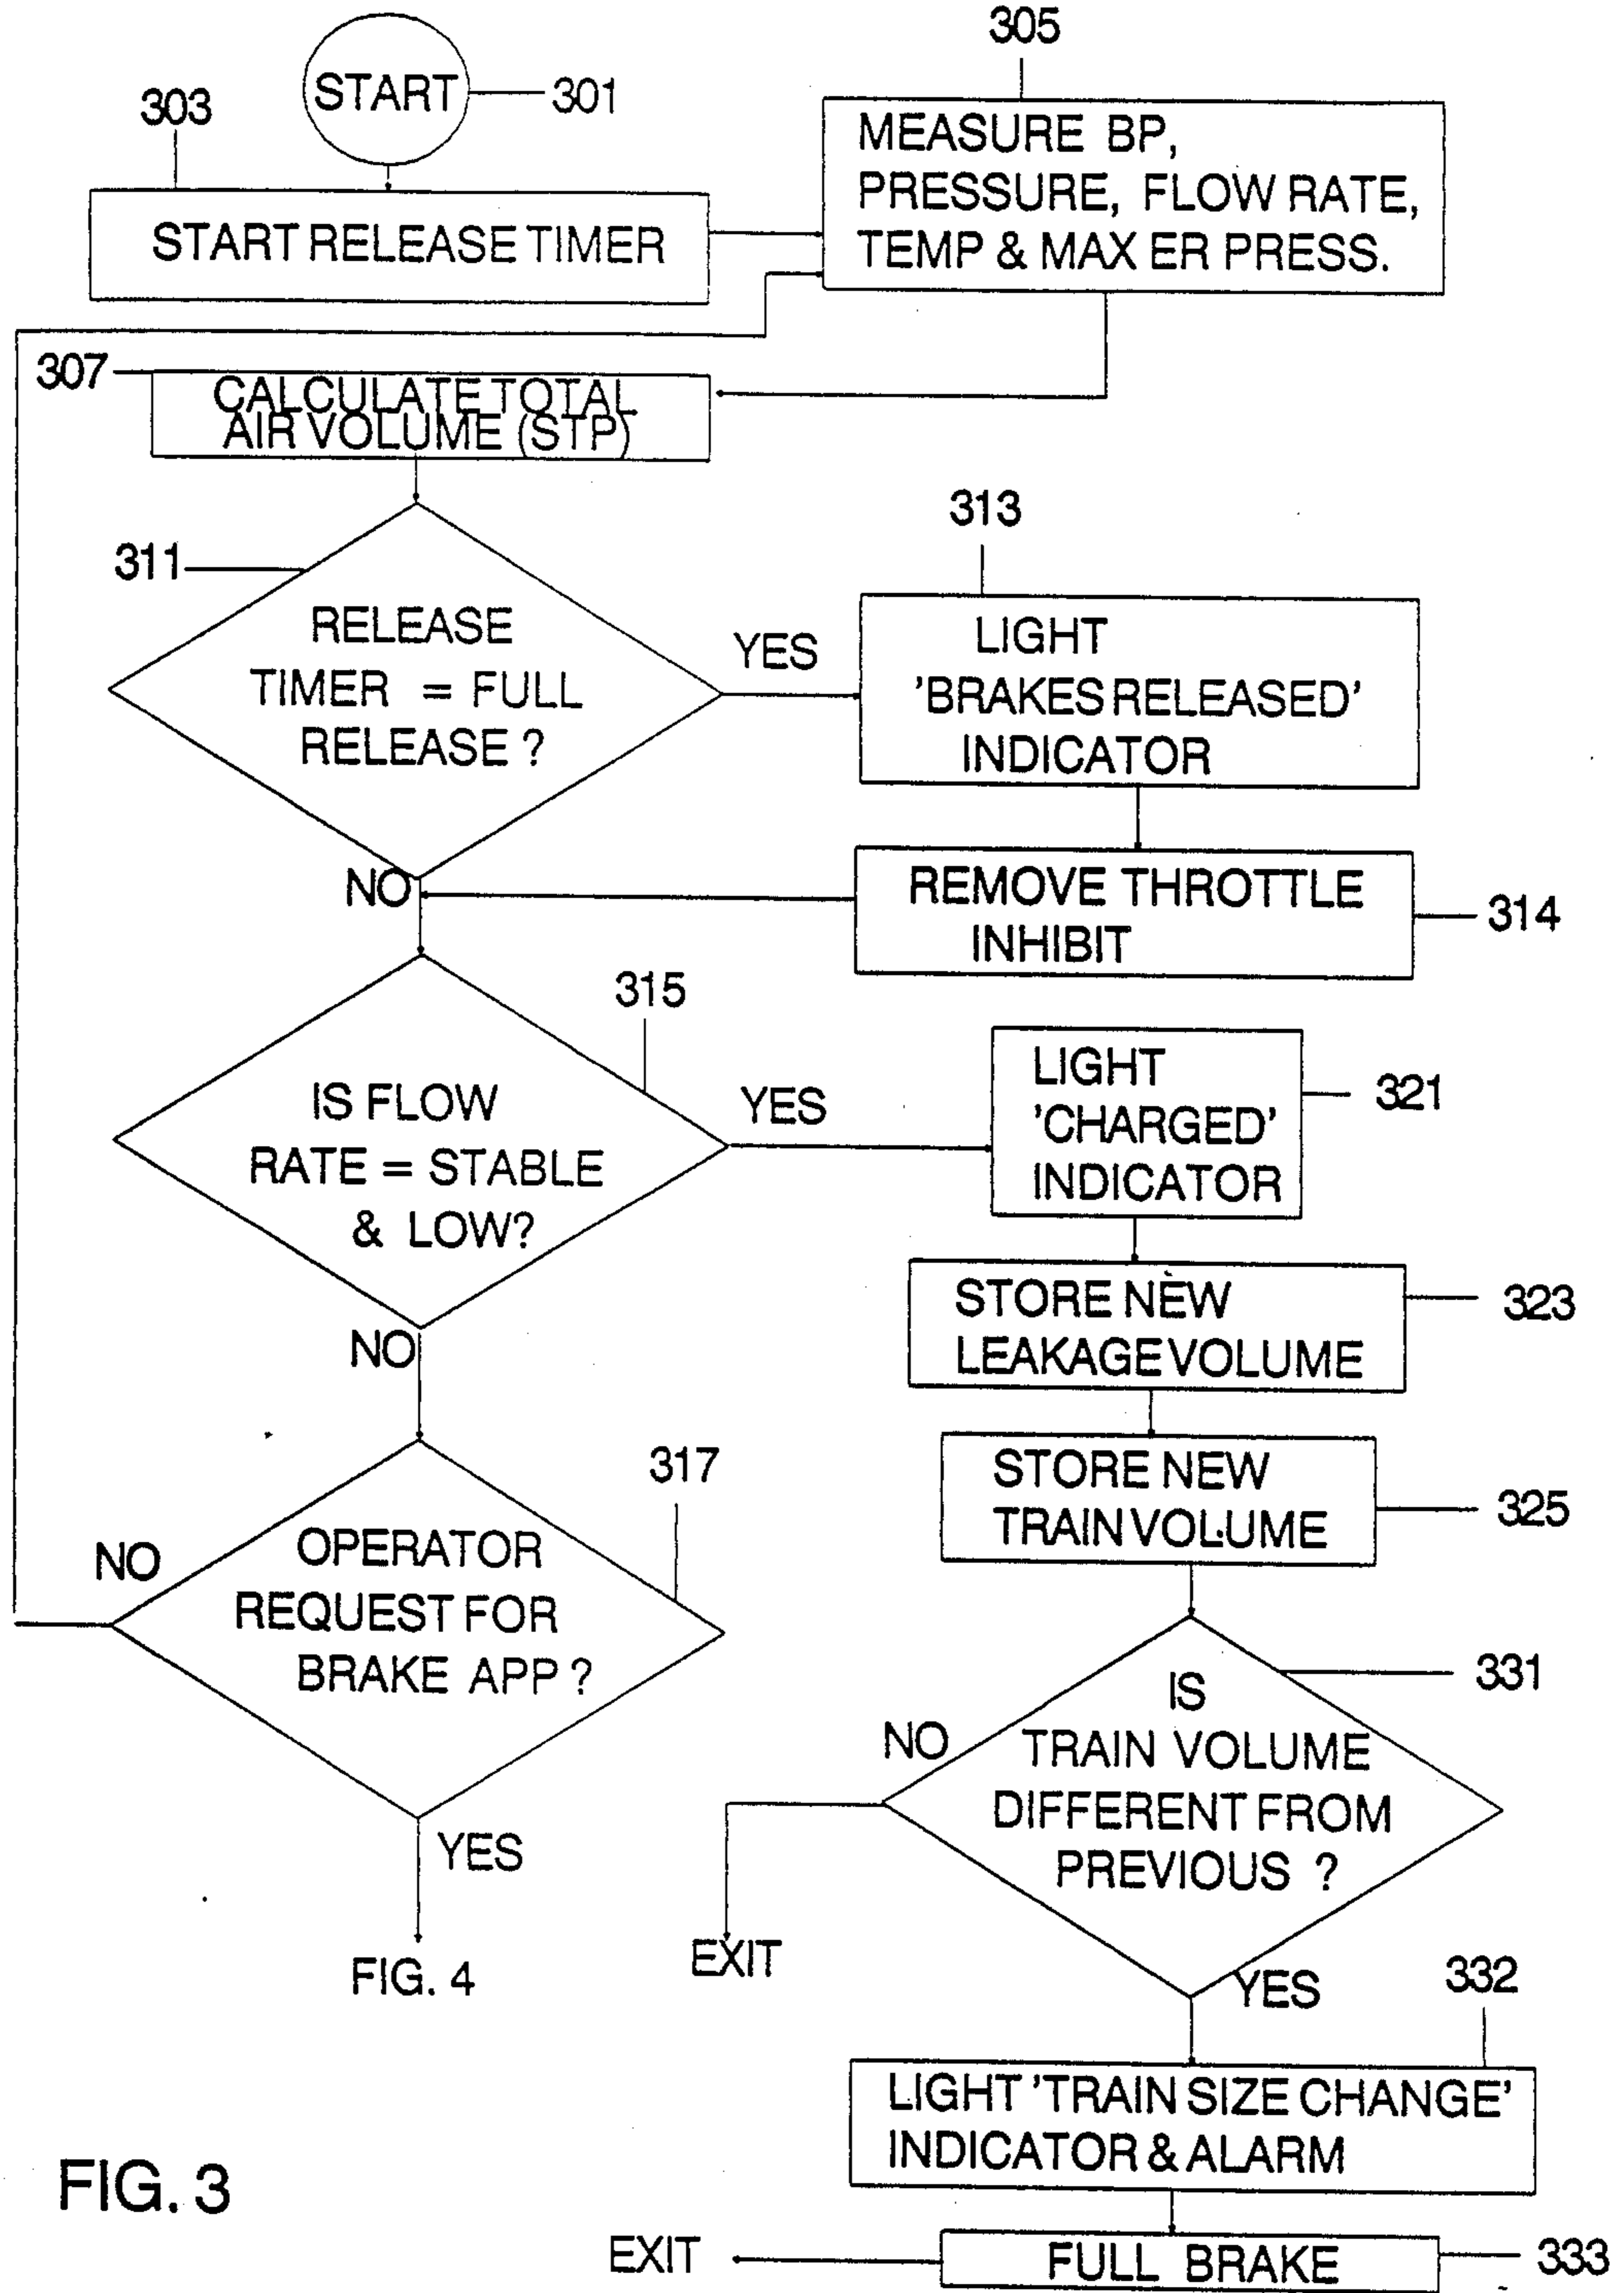 305
START
301
303
MEASURE BP,
PRESSURE, FLOW RATE,
TEMP & MAX ER PRESS.
START RELEASE TIMER
307
CALCULATE TOTAL
AIR VOLUME (STP)
313
311
RELEASE
TIMER = FULL
RELEASE ?
YES
LIGHT
'BRAKES RELEASED'
INDICATOR
NO
REMOVE THROTTLE
INHIBIT
314
315
IS FLOW
RATE = STABLE
& LOW?
YES
LIGHT
'CHARGED'
INDICATOR
321
NO
STORE NEW
LEAKAGE VOLUME
323
317
STORE NEW
TRAIN VOLUME
325
NO
OPERATOR
REQUEST FOR
BRAKE APP ?
YES
FIG. 4
331
NO
IS
TRAIN VOLUME
DIFFERENT FROM
PREVIOUS ?
EXIT
YES
332
LIGHT 'TRAIN SIZE CHANGE'
INDICATOR & ALARM
FIG. 3
EXIT
FULL BRAKE
333